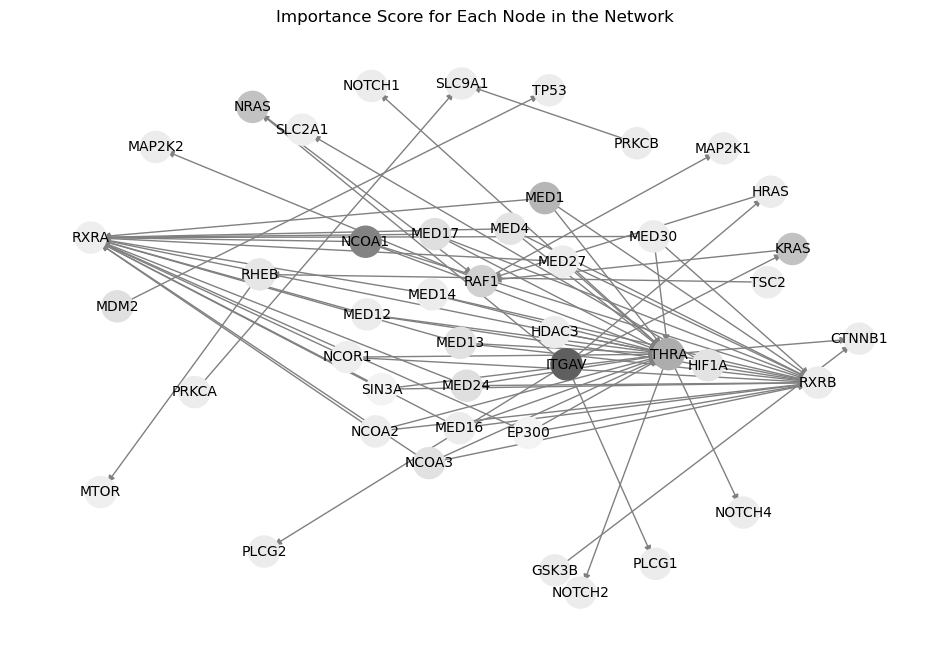 Importance Score for Each Node in the Network
NOTCH1
SLC9A1
TP53
NRAS
SLC2A1
MAP2K2
PRKCB
MAP2K1
HRAS
MED1
RXRA
NCOA1
MED17
MED4
MED30
KRAS
MED27
RHEB
RAF1
TSC2
MDM2
MED14
MED12
HDAC3
CTNNB1
MED13
NCOR1
THRA
ITGAV
HIF1A
RXRB
PRKCA
SIN3A
MED24
NCOA2
MED16
EP300
NCOA3
MTOR
NOTCH4
PLCG2
GSK3B
PLCG1
NOTCH2